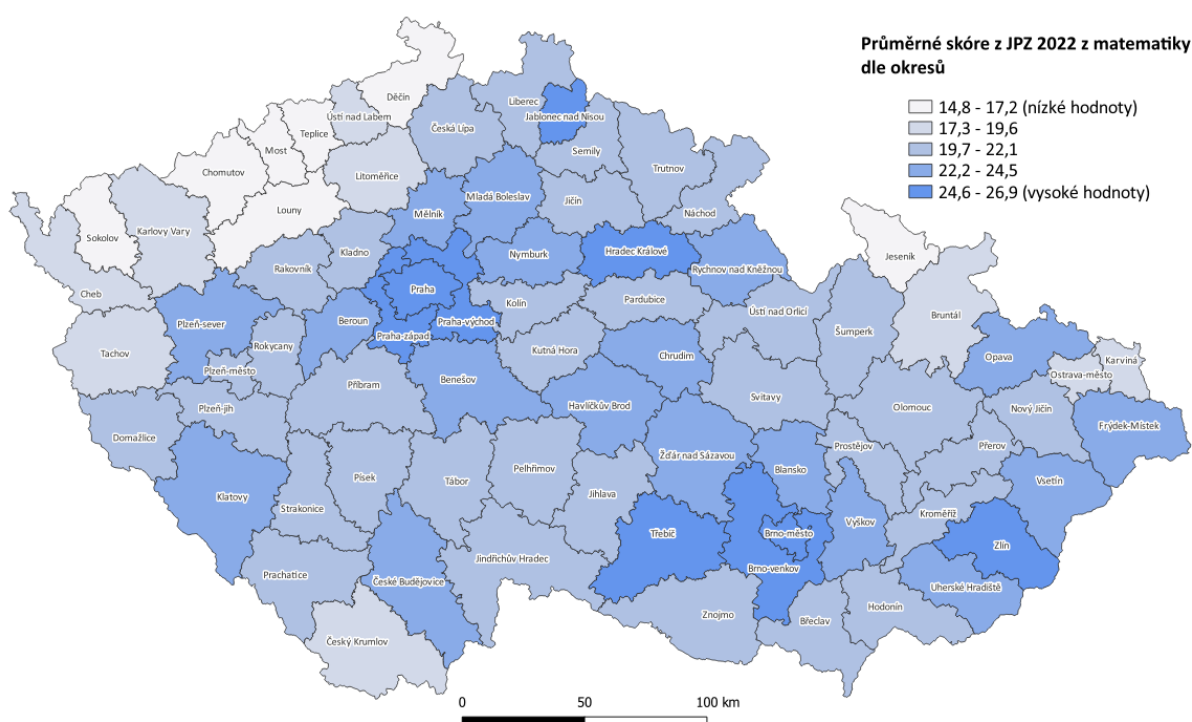 Průměrné skóre z JPZ 2022 z matematiky
dle okresů
14,8 - 17,2 (nízké hodnoty)
17,3 - 19,6
19,7 - 22,1
22,2 - 24,5
24,6 - 26,9 (vysoké hodnoty)
Děčín
Liberec
Ústí nad Labem
Jablonec nad Nisou
Teplice
Česká Lípa
Most
Semily
Chomutov
Litoměřice
Trutnov
Mladá Boleslav
Jičín
Louny
Mělník
Náchod
Karlovy Vary
Sokolov
Kladno
Nymburk
Hradec Králové
Jeseník
Rakovník
Rychnov nad Kněžnou
Cheb
Praha
Kolín
Pardubice
Ústí nad Orlicí
Bruntál
Plzeň-sever
Beroun
Praha-východ
Šumperk
Praha-západ
Rokycany
Kutná Hora
Tachov
Chrudim
Opava
Karviná
Plzeň-město
Ostrava-město
Benešov
Příbram
Svitavy
Havlíčkův Brod
Plzeň-jih
Olomouc
Nový Jičín
Domažlice
Frýdek-Místek
Prostějov
Přerov
Žďár nad Sázavou
Pelhřimov
Blansko
Písek
Tábor
Vsetín
Klatovy
Jihlava
Strakonice
Kroměříž
Vyškov
Třebíč
Brno-město
Zlín
Jindřichův Hradec
Brno-venkov
Prachatice
České Budějovice
Uherské Hradiště
Hodonín
Znojmo
Břeclav
Český Krumlov
0 50 100 km